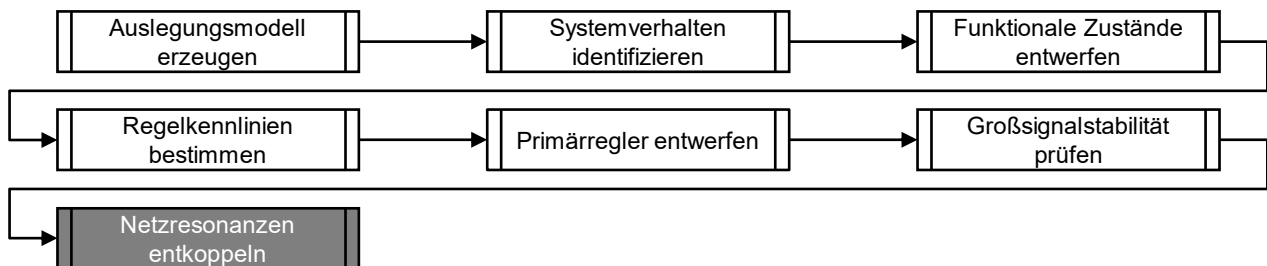 Auslegungsmodell
erzeugen
Systemverhalten
identifizieren
Funktionale Zustände
entwerfen
Regelkennlinien
bestimmen
Primärregler entwerfen
Großsignalstabilität
prüfen
Netzresonanzen
entkoppeln